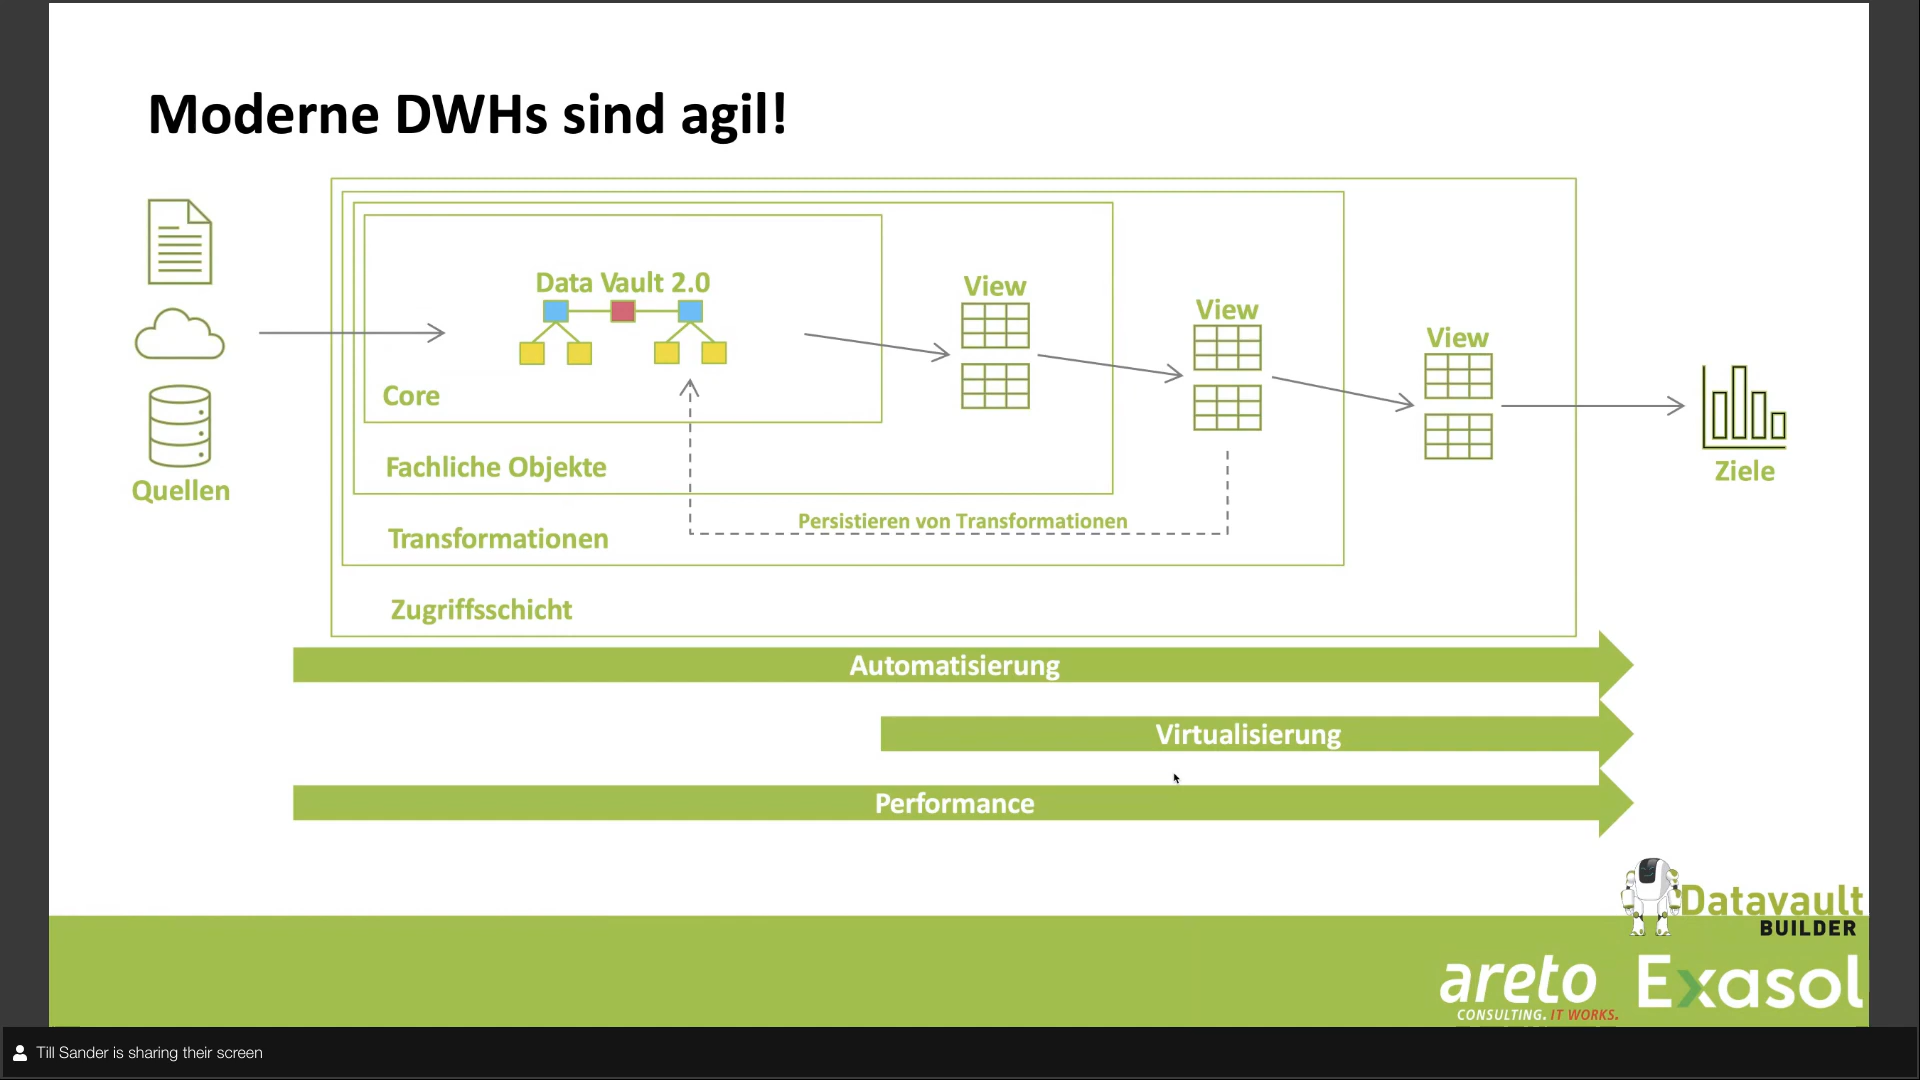 Moderne DWHs sind agil!
Data Vault 2.0
View
View
View
Core
Fachliche Objekte
Quellen
Ziele
Persistieren von Transformationen
Transformationen
Zugriffsschicht
Automatisierung
Virtualisierung
Performance
Datavault
BUILDER
areto
CONSULTING. IT WORKS.
Exasol
Till Sander is sharing their screen